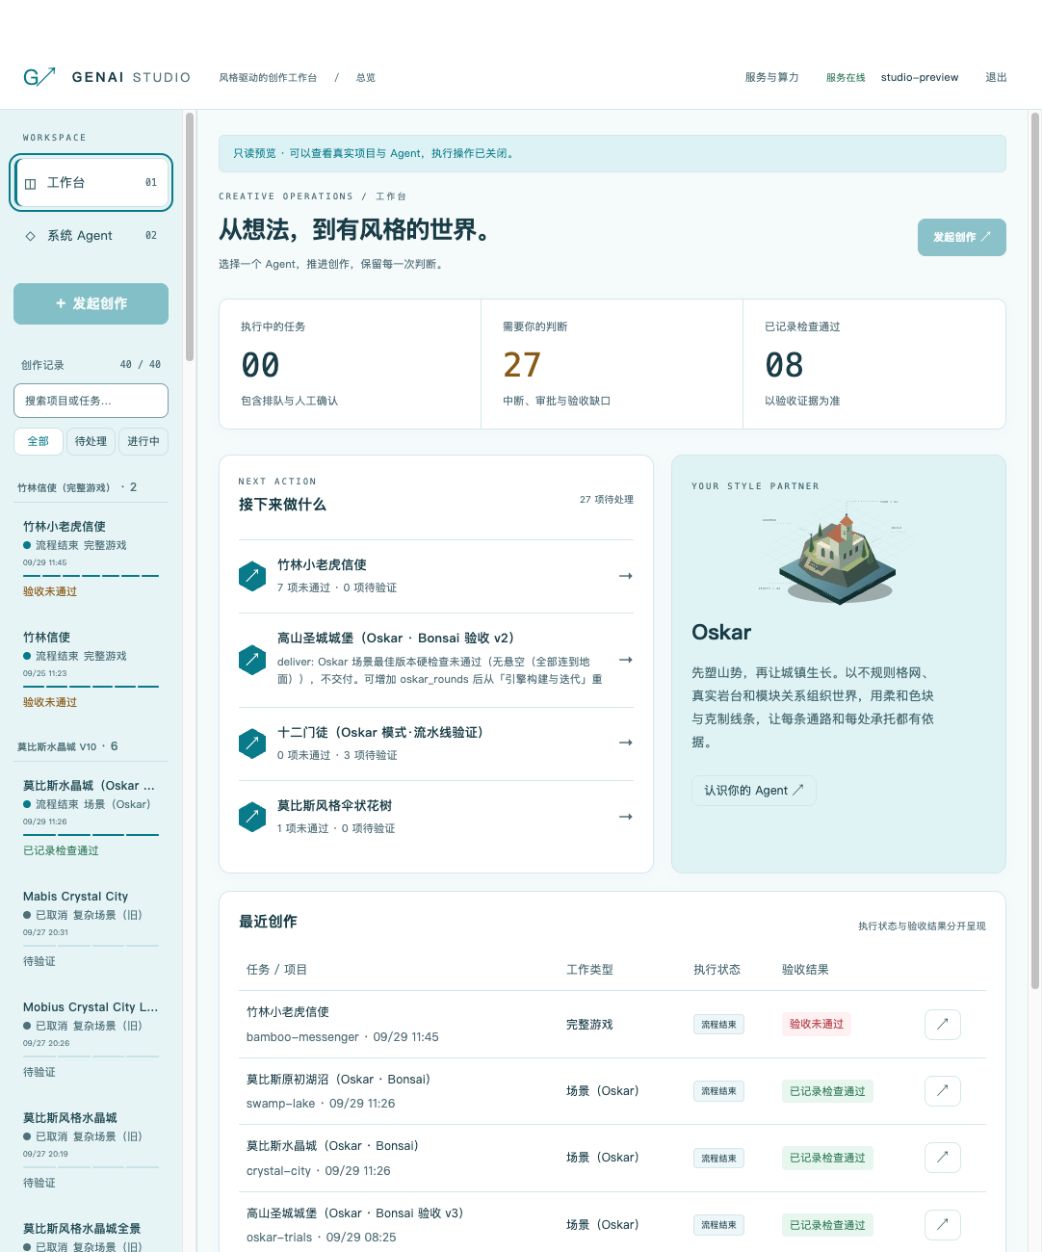 GENAI STUDIO
风格驱动的创作工作台 / 总览
服务与算力
服务在线
studio-preview
退出
WORKSPACE
工作台 01
系统 Agent 02
+ 发起创作
创作记录 40 / 40
搜索项目或任务...
全部 待处理 进行中
竹林信使（完整游戏） · 2
竹林小老虎信使
流程结束 完整游戏
09/29 11:45
验收未通过
竹林信使
流程结束 完整游戏
09/25 11:23
验收未通过
莫比斯水晶城 V10 · 6
莫比斯水晶城（Oskar ...
流程结束 场景（Oskar）
09/29 11:26
已记录检查通过
Mabis Crystal City
已取消 复杂场景（旧）
09/27 20:31
待验证
Mobius Crystal City L...
已取消 复杂场景（旧）
09/27 20:26
待验证
莫比斯风格水晶城
已取消 复杂场景（旧）
09/27 20:19
待验证
莫比斯风格水晶城全景
已取消 复杂场景（旧）
只读预览 · 可以查看真实项目与 Agent，执行操作已关闭。
CREATIVE OPERATIONS / 工作台
从想法，到有风格的世界。
选择一个 Agent，推进创作，保留每一次判断。
发起创作 ↗
执行中的任务
00
包含排队与人工确认
需要你的判断
27
中断、审批与验收缺口
已记录检查通过
08
以验收证据为准
NEXT ACTION
接下来做什么
27 项待处理
竹林小老虎信使
7 项未通过 · 0 项待验证
高山圣城城堡（Oskar · Bonsai 验收 v2）
deliver: Oskar 场景最佳版本硬检查未通过（无悬空（全部连到地
面）），不交付。可增加 oskar_rounds 后从「引擎构建与迭代」重
十二门徒（Oskar 模式·流水线验证）
0 项未通过 · 3 项待验证
莫比斯风格伞状花树
1 项未通过 · 0 项待验证
YOUR STYLE PARTNER
Oskar
先塑山势，再让城镇生长。以不规则格网、
真实岩台和模块关系组织世界，用柔和色块
与克制线条，让每条通路和每处承托都有依
据。
认识你的 Agent ↗
最近创作
执行状态与验收结果分开呈现
任务 / 项目 工作类型 执行状态 验收结果
竹林小老虎信使
bamboo-messenger · 09/29 11:45
完整游戏 流程结束 验收未通过
莫比斯原初湖沼（Oskar · Bonsai）
swamp-lake · 09/29 11:26
场景（Oskar） 流程结束 已记录检查通过
莫比斯水晶城（Oskar · Bonsai）
crystal-city · 09/29 11:26
场景（Oskar） 流程结束 已记录检查通过
高山圣城城堡（Oskar · Bonsai 验收 v3）
oskar-trials · 09/29 08:25
场景（Oskar） 流程结束 已记录检查通过